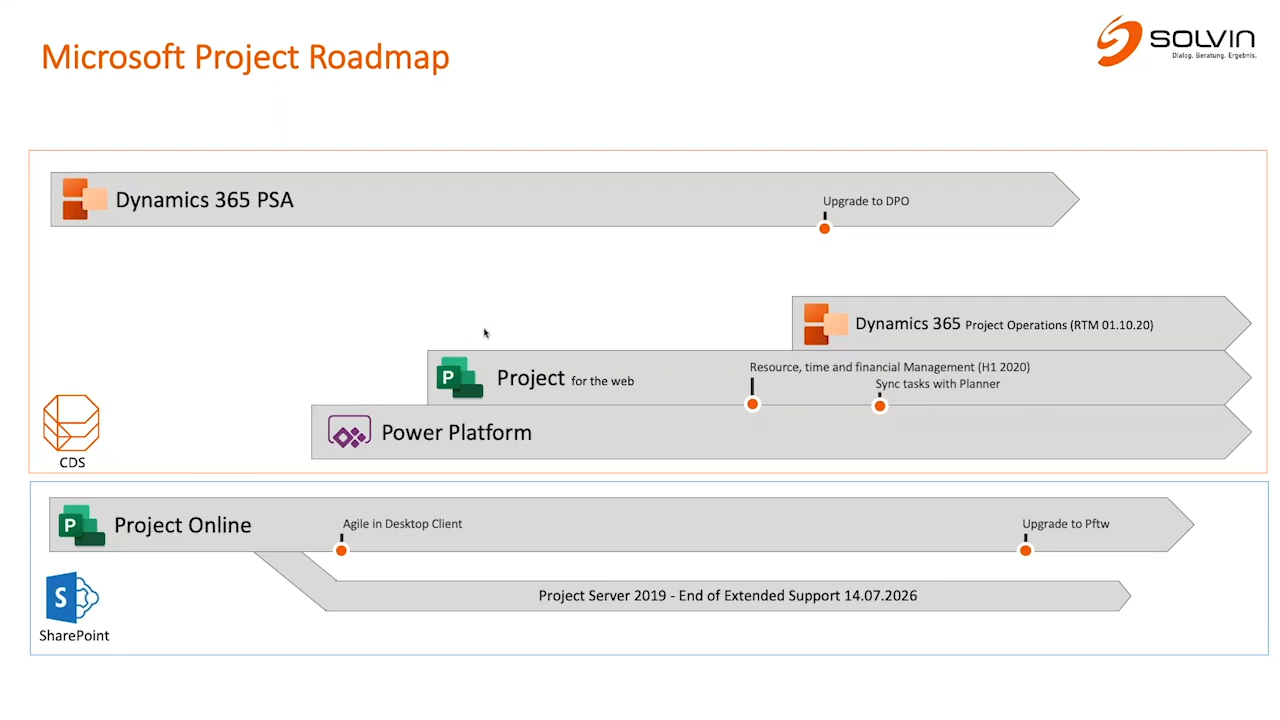 Microsoft Project Roadmap
SOLVIN
Dialog. Beratung. Ergebnis.
Dynamics 365 PSA
Upgrade to DPO
Dynamics 365 Project Operations (RTM 01.10.20)
Project for the web
Resource, time and financial Management (H1 2020)
Sync tasks with Planner
Power Platform
CDS
Project Online
Agile in Desktop Client
Upgrade to Pftw
Project Server 2019 - End of Extended Support 14.07.2026
SharePoint